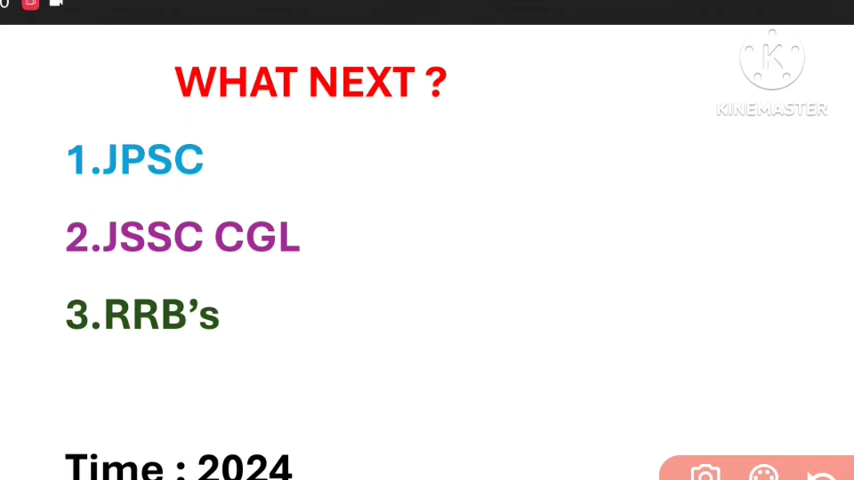 WHAT NEXT ?
KINEMASTER
1.JPSC
2.JSSC CGL
3.RRB’s
Time : 2024